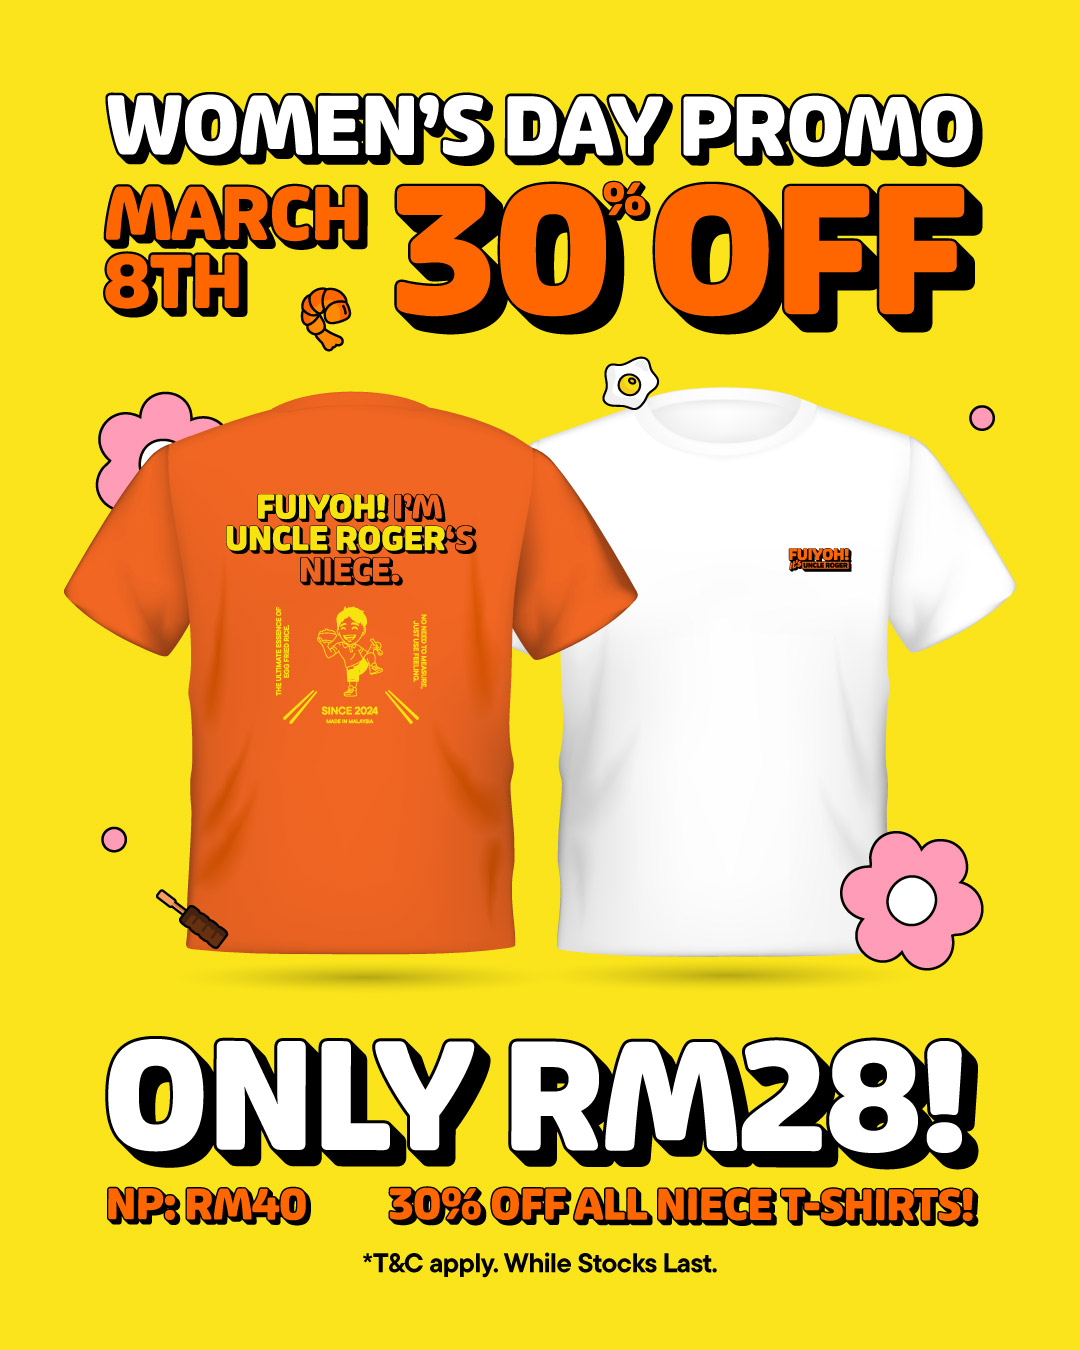 WOMEN'S DAY PROMO
MARCH
8TH
30% OFF
FUIYOH! I'M
UNCLE ROGER'S
NIECE.
THE ULTIMATE ESSENCE OF
EGG FRIED RICE.
NO NEED TO MEASURE,
JUST USE FEELING.
SINCE 2024
MADE IN MALAYSIA
FUIYOH!
It's UNCLE ROGER
ONLY RM28!
NP: RM40
30% OFF ALL NIECE T-SHIRTS!
*T&C apply. While Stocks Last.